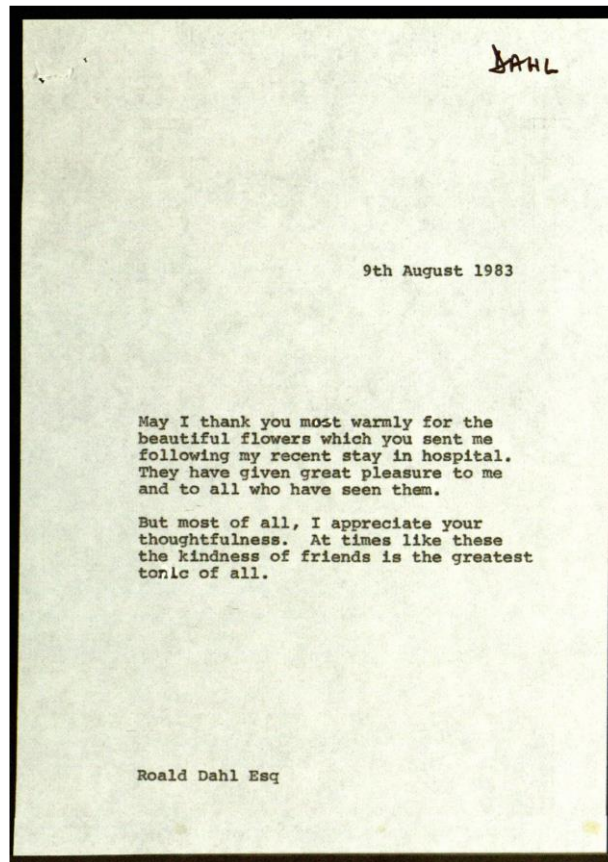 DAHL
9th August 1983
May I thank you most warmly for the
beautiful flowers which you sent me
following my recent stay in hospital.
They have given great pleasure to me
and to all who have seen them.
But most of all, I appreciate your
thoughtfulness.  At times like these
the kindness of friends is the greatest
tonic of all.
Roald Dahl Esq